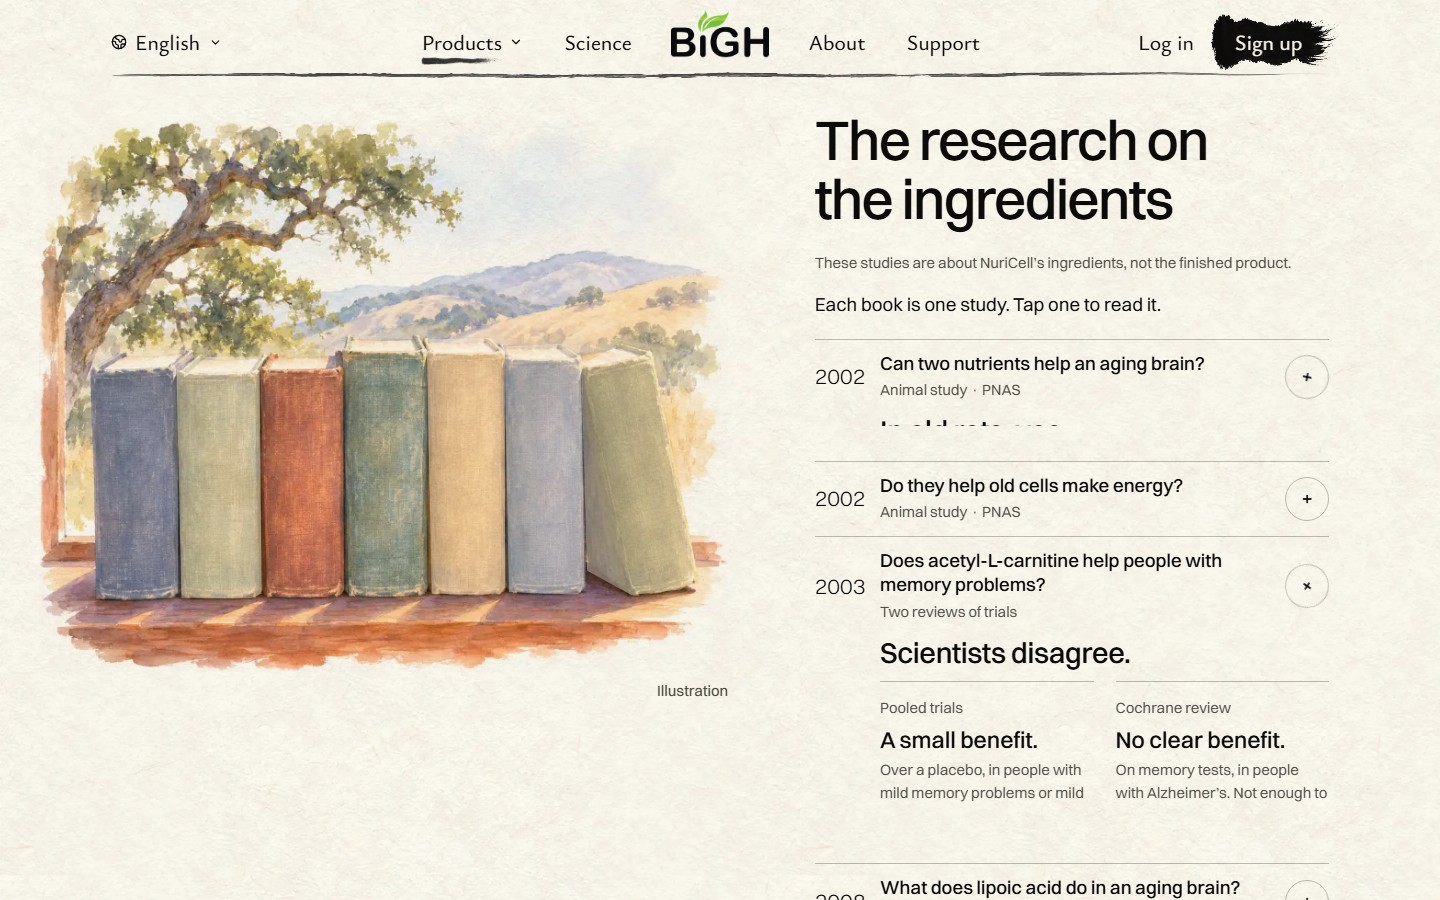 English
Products
Science
BiGH
About
Support
Log in
Sign up
The research on
the ingredients
These studies are about NuriCell’s ingredients, not the finished product.
Each book is one study. Tap one to read it.
2002
Can two nutrients help an aging brain?
Animal study · PNAS
2002
Do they help old cells make energy?
Animal study · PNAS
2003
Does acetyl-L-carnitine help people with
memory problems?
Two reviews of trials
Scientists disagree.
Pooled trials
A small benefit.
Over a placebo, in people with
mild memory problems or mild
Cochrane review
No clear benefit.
On memory tests, in people
with Alzheimer’s. Not enough to
What does lipoic acid do in an aging brain?
Illustration